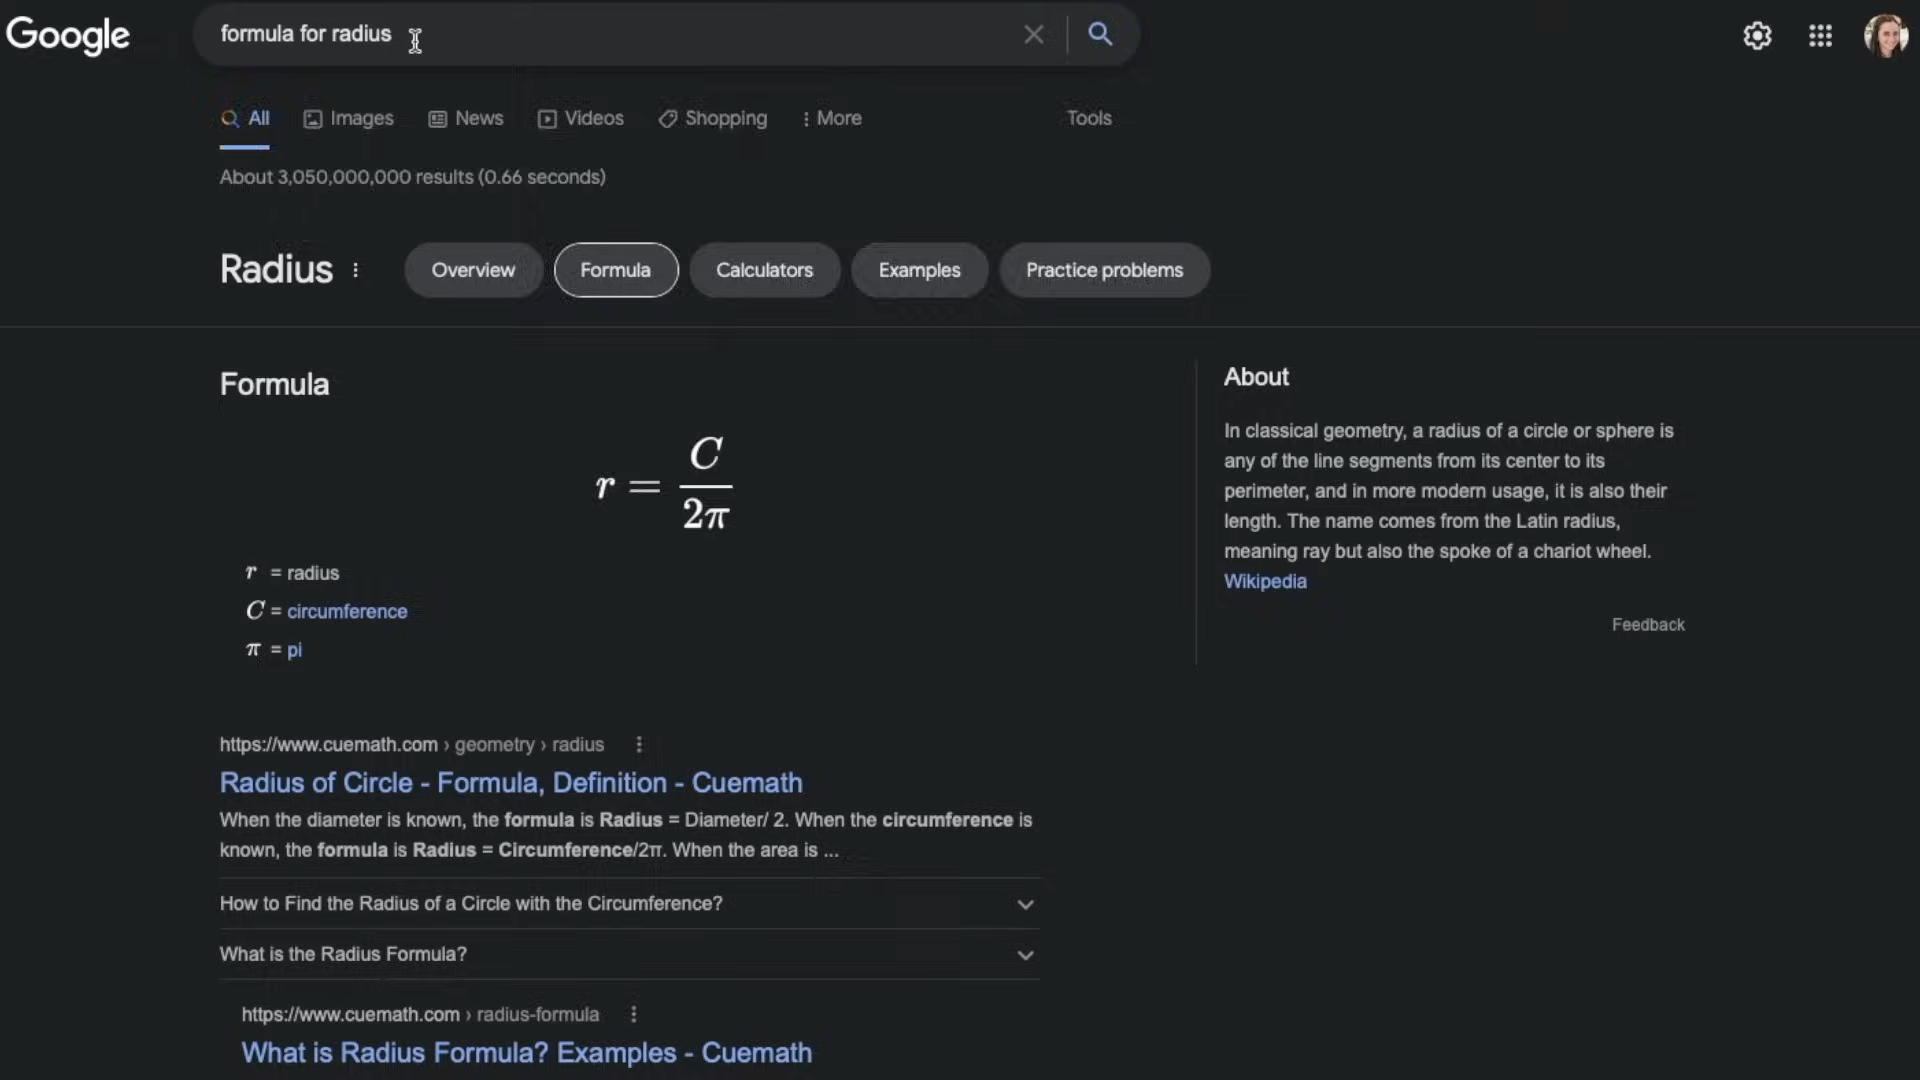 Google
formula for radius
All Images News Videos Shopping More Tools
About 3,050,000,000 results (0.66 seconds)
Radius Overview Formula Calculators Examples Practice problems
Formula
r = C / 2π
r = radius
C = circumference
π = pi
About
In classical geometry, a radius of a circle or sphere is
any of the line segments from its center to its
perimeter, and in more modern usage, it is also their
length. The name comes from the Latin radius,
meaning ray but also the spoke of a chariot wheel.
Wikipedia
Feedback
https://www.cuemath.com › geometry › radius
Radius of Circle - Formula, Definition - Cuemath
When the diameter is known, the formula is Radius = Diameter/ 2. When the circumference is
known, the formula is Radius = Circumference/2π. When the area is ...
How to Find the Radius of a Circle with the Circumference?
What is the Radius Formula?
https://www.cuemath.com › radius-formula
What is Radius Formula? Examples - Cuemath